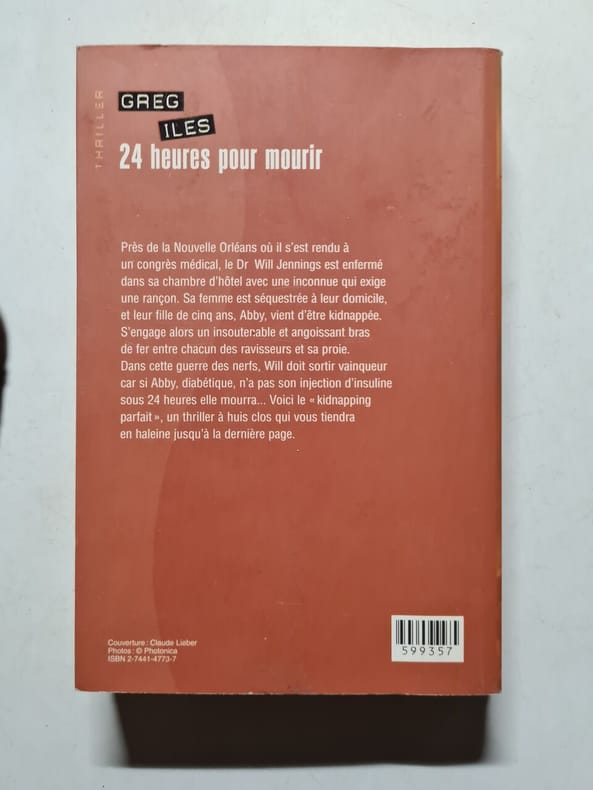 THRILLER
GREG
ILES
24 heures pour mourir
Près de la Nouvelle Orléans où il s'est rendu à
un congrès médical, le Dr Will Jennings est enfermé
dans sa chambre d'hôtel avec une inconnue qui exige
une rançon. Sa femme est séquestrée à leur domicile,
et leur fille de cinq ans, Abby, vient d'être kidnappée.
S'engage alors un insoutenable et angoissant bras
de fer entre chacun des ravisseurs et sa proie.
Dans cette guerre des nerfs, Will doit sortir vainqueur
car si Abby, diabétique, n'a pas son injection d'insuline
sous 24 heures elle mourra... Voici le « kidnapping
parfait », un thriller à huis clos qui vous tiendra
en haleine jusqu'à la dernière page.
Couverture : Claude Lieber
Photos : © Photonica
ISBN 2-7441-4773-7
599357